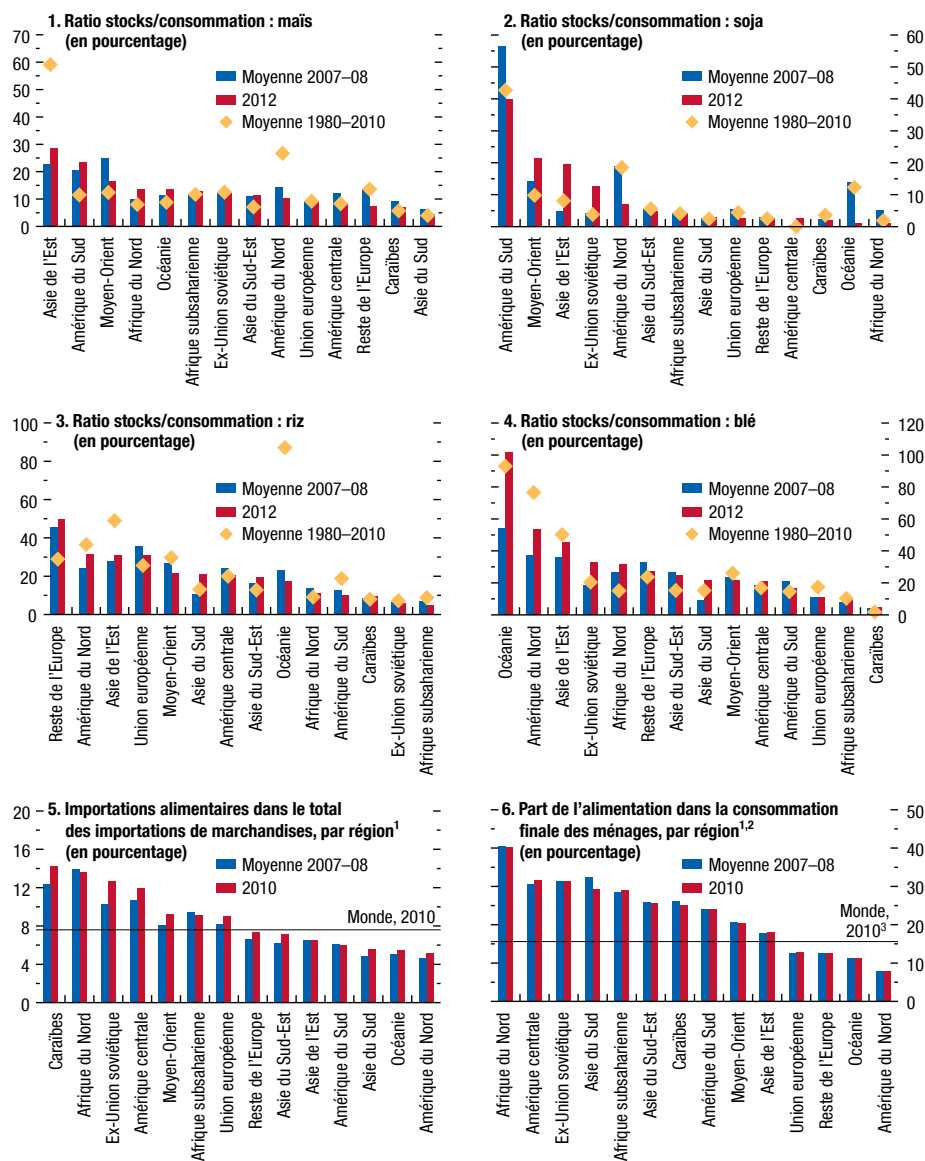 1. Ratio stocks/consommation : maïs
(en pourcentage)
70
60
50
40
30
20
10
0
Moyenne 2007–08
2012
Moyenne 1980–2010
Asie de l'Est
Amérique du Sud
Moyen-Orient
Afrique du Nord
Océanie
Afrique subsaharienne
Ex-Union soviétique
Asie du Sud-Est
Amérique du Nord
Union européenne
Amérique centrale
Reste de l'Europe
Caraïbes
Asie du Sud
2. Ratio stocks/consommation : soja
(en pourcentage)
60
50
40
30
20
10
0
Moyenne 2007–08
2012
Moyenne 1980–2010
Amérique du Sud
Moyen-Orient
Asie de l'Est
Ex-Union soviétique
Amérique du Nord
Asie du Sud-Est
Afrique subsaharienne
Asie du Sud
Union européenne
Reste de l'Europe
Amérique centrale
Caraïbes
Océanie
Afrique du Nord
3. Ratio stocks/consommation : riz
(en pourcentage)
100
80
60
40
20
0
Moyenne 2007–08
2012
Moyenne 1980–2010
Reste de l'Europe
Amérique du Nord
Asie de l'Est
Union européenne
Moyen-Orient
Asie du Sud
Amérique centrale
Asie du Sud-Est
Océanie
Afrique du Nord
Amérique du Sud
Caraïbes
Ex-Union soviétique
Afrique subsaharienne
4. Ratio stocks/consommation : blé
(en pourcentage)
120
100
80
60
40
20
0
Moyenne 2007–08
2012
Moyenne 1980–2010
Océanie
Amérique du Nord
Asie de l'Est
Ex-Union soviétique
Afrique du Nord
Reste de l'Europe
Asie du Sud-Est
Asie du Sud
Moyen-Orient
Amérique centrale
Amérique du Sud
Union européenne
Afrique subsaharienne
Caraïbes
5. Importations alimentaires dans le total
des importations de marchandises, par région1
(en pourcentage)
20
16
12
8
4
0
Moyenne 2007–08
2010
Monde, 2010
Caraïbes
Afrique du Nord
Ex-Union soviétique
Amérique centrale
Moyen-Orient
Afrique subsaharienne
Union européenne
Reste de l'Europe
Asie du Sud-Est
Asie de l'Est
Amérique du Sud
Asie du Sud
Océanie
Amérique du Nord
6. Part de l'alimentation dans la consommation
finale des ménages, par région1,2
(en pourcentage)
50
40
30
20
10
0
Moyenne 2007–08
2010
Monde,
20103
Afrique du Nord
Amérique centrale
Ex-Union soviétique
Asie du Sud
Afrique subsaharienne
Asie du Sud-Est
Caraïbes
Amérique du Sud
Moyen-Orient
Asie de l'Est
Union européenne
Reste de l'Europe
Océanie
Amérique du Nord